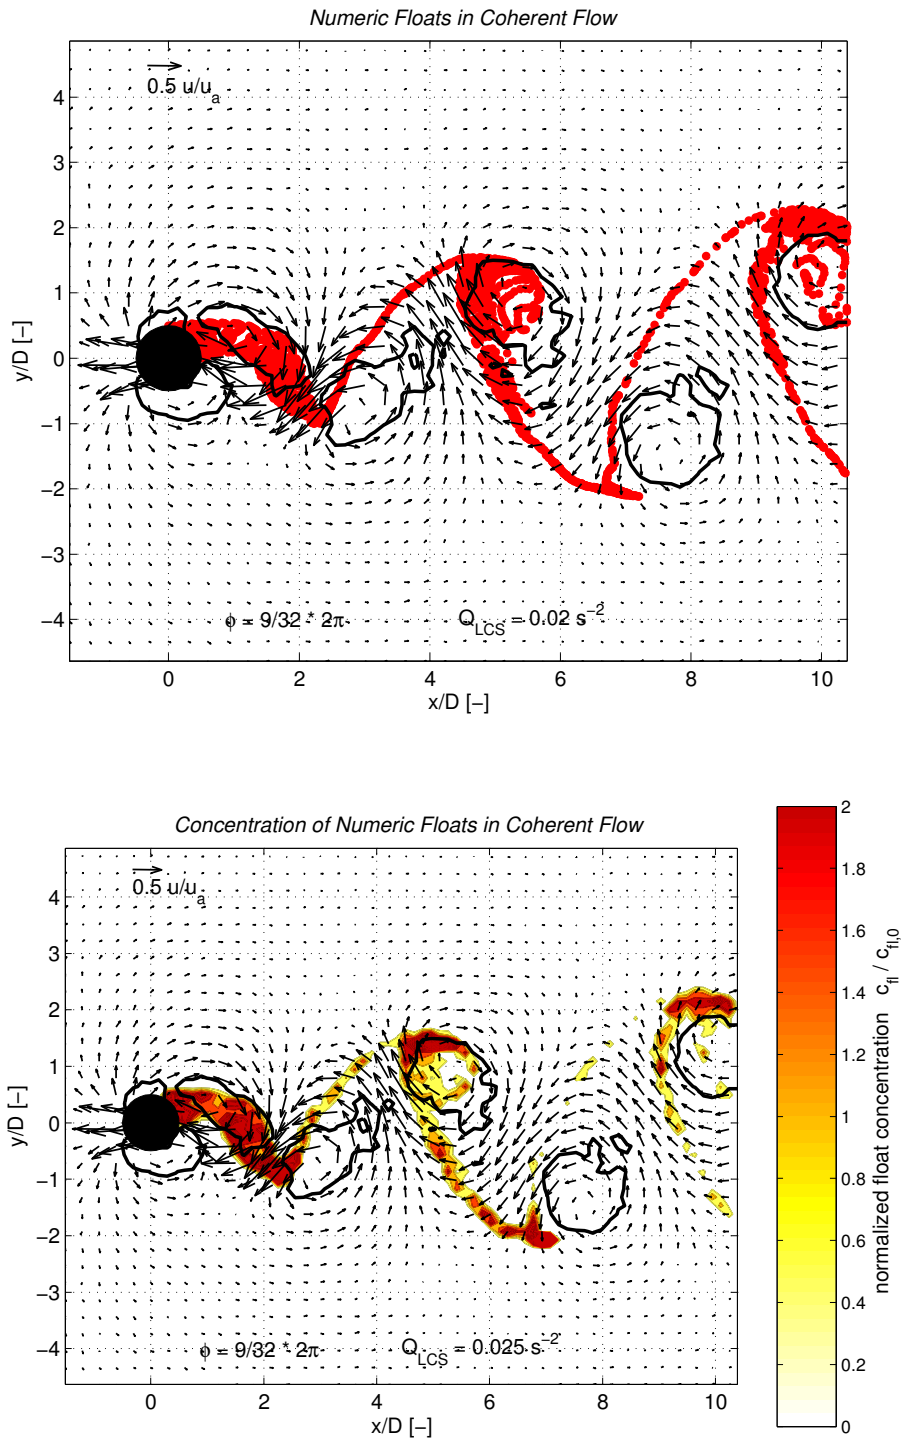 Numeric Floats in Coherent Flow
0.5 u/u_a
4
3
2
1
0
−1
−2
−3
−4
y/D [−]
ϕ = 9/32 * 2π
Q_LCS = 0.02 s^−2
0 2 4 6 8 10
x/D [−]
Concentration of Numeric Floats in Coherent Flow
0.5 u/u_a
4
3
2
1
0
−1
−2
−3
−4
y/D [−]
ϕ = 9/32 * 2π
Q_LCS = 0.025 s^−2
0 2 4 6 8 10
x/D [−]
2
1.8
1.6
1.4
1.2
1
0.8
0.6
0.4
0.2
0
normalized float concentration c_fl / c_fl,0